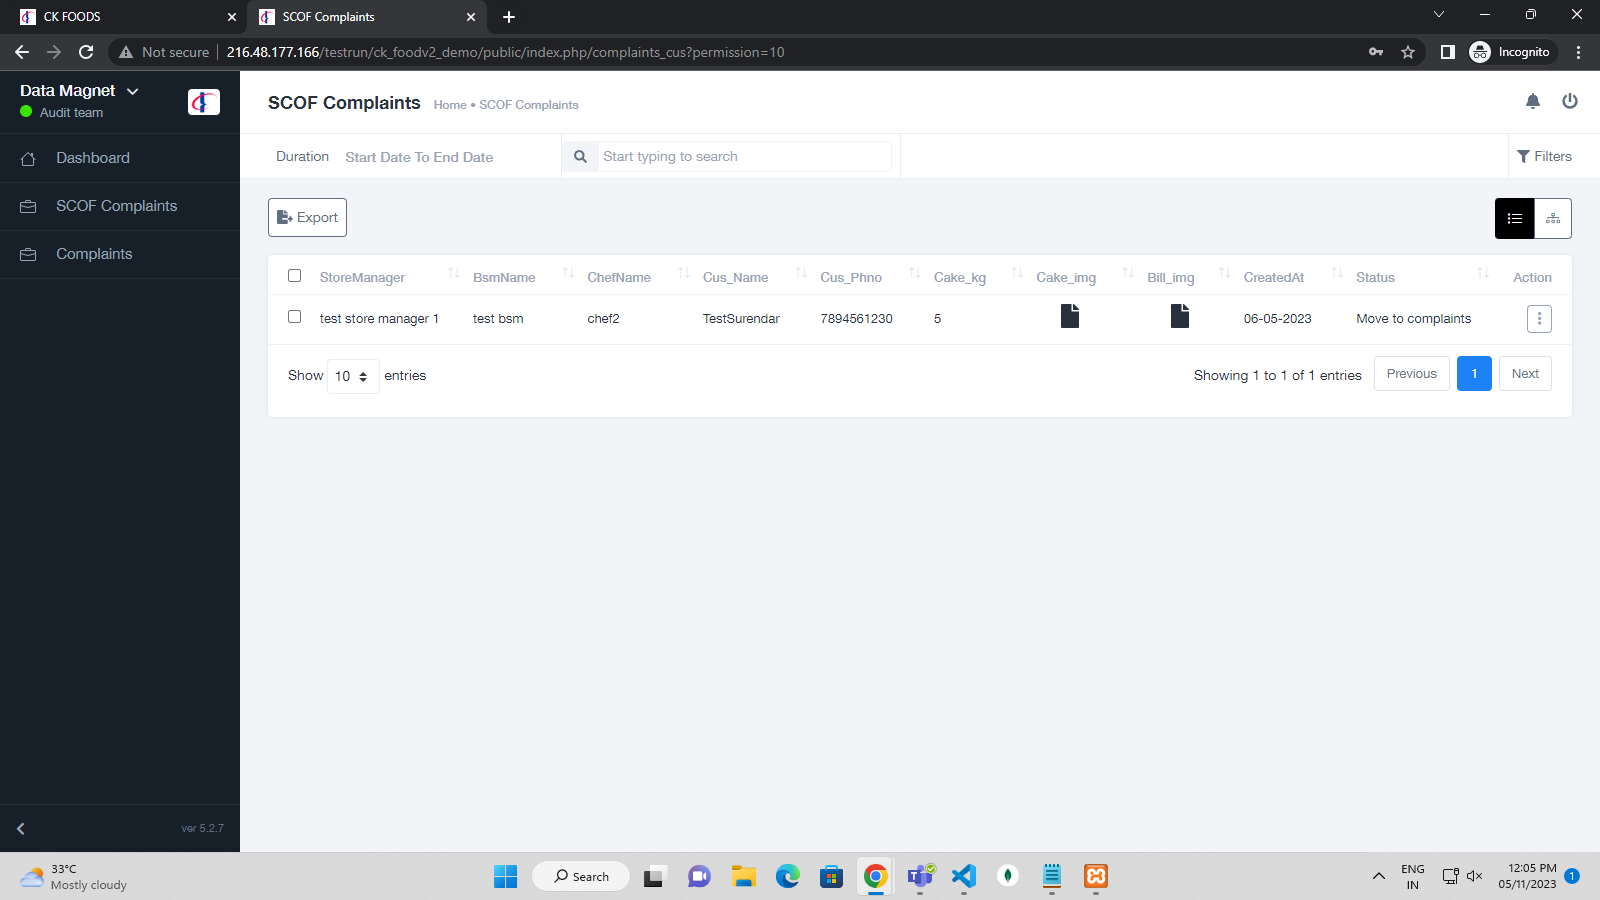 CK FOODS
SCOF Complaints
Not secure
216.48.177.166/testrun/ck_foodv2_demo/public/index.php/complaints_cus?permission=10
Incognito
Data Magnet
Audit team
SCOF Complaints
Home • SCOF Complaints
Dashboard
SCOF Complaints
Complaints
Duration
Start Date To End Date
Start typing to search
Filters
Export
StoreManager BsmName ChefName Cus_Name Cus_Phno Cake_kg Cake_img Bill_img CreatedAt Status Action
test store manager 1 test bsm chef2 TestSurendar 7894561230 5 06-05-2023 Move to complaints
Show 10 entries
Showing 1 to 1 of 1 entries
Previous 1 Next
ver 5.2.7
33°C
Mostly cloudy
Search
ENG
IN
12:05 PM
05/11/2023
1